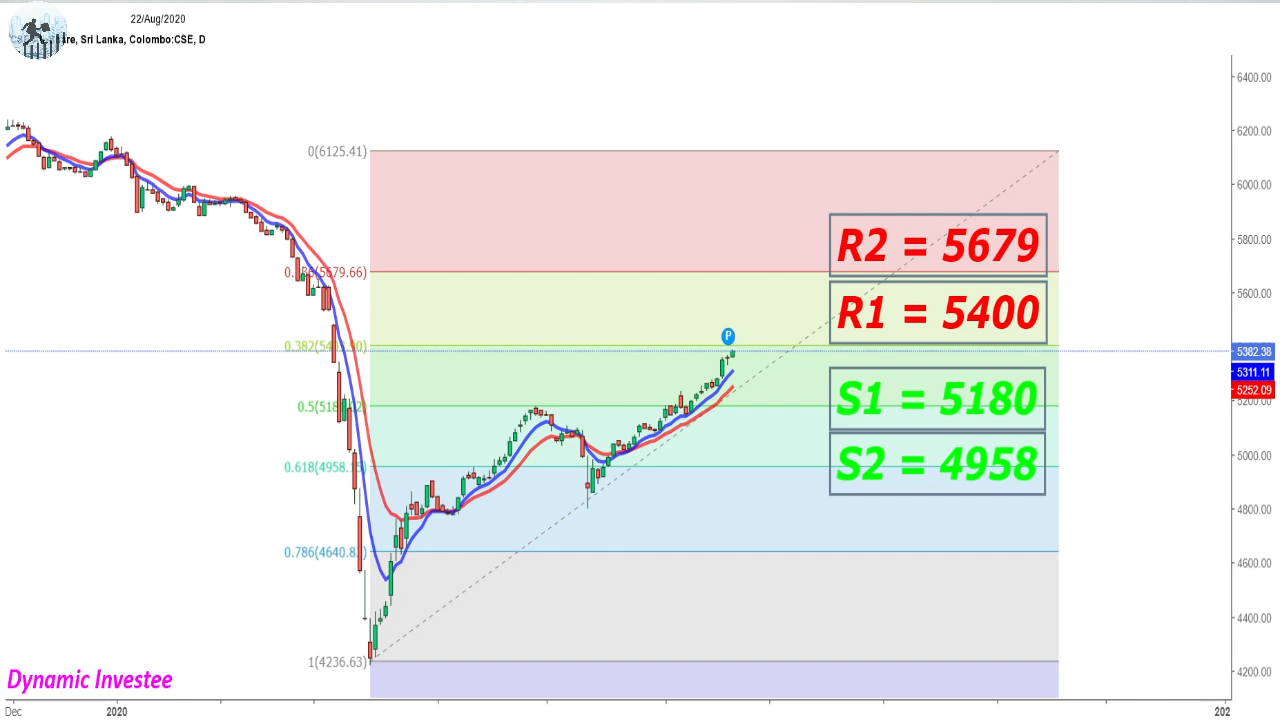 22/Aug/2020
are, Sri Lanka, Colombo:CSE, D
6400.00
6200.00
0(6125.41)
6000.00
R2 = 5679
5800.00
5679.66)
5600.00
R1 = 5400
P
0.382(
5382.38
5311.11
5252.09
S1 = 5180
0.5(
5000.00
S2 = 4958
0.618(4958.
4800.00
0.786(4640.8
4600.00
4400.00
1(4236.63)
4200.00
Dynamic Investee
Dec 2020 202